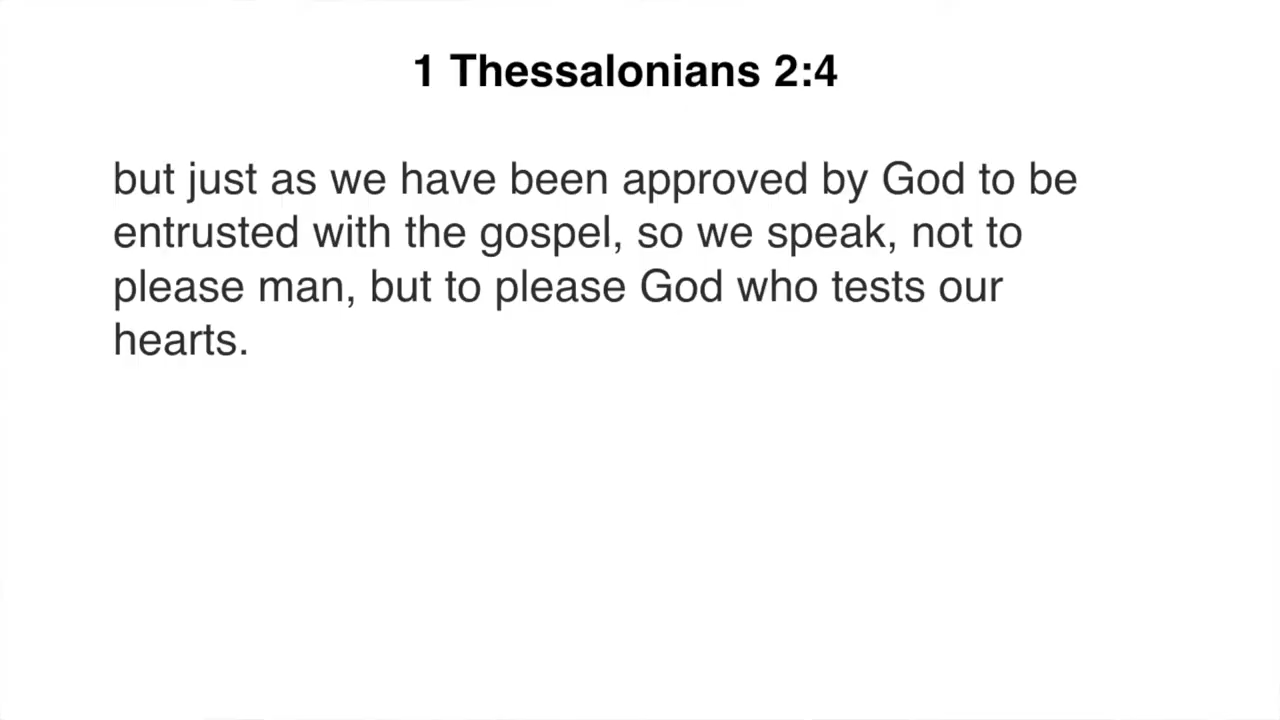 1 Thessalonians 2:4
but just as we have been approved by God to be
entrusted with the gospel, so we speak, not to
please man, but to please God who tests our
hearts.